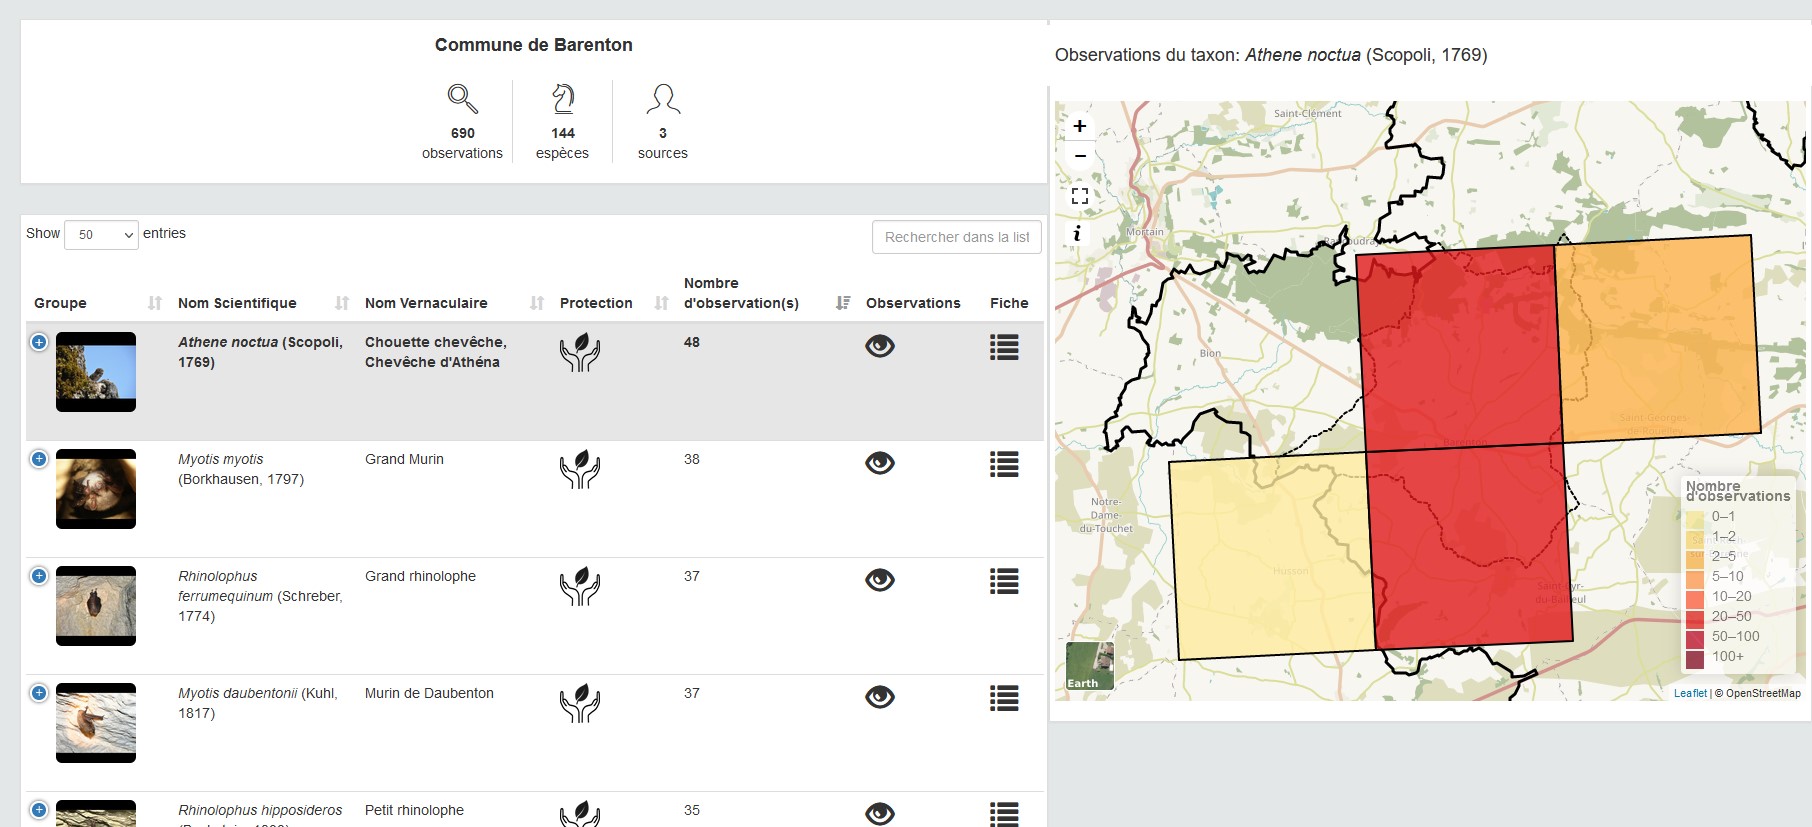 Commune de Barenton
690
observations
144
espèces
3
sources
Show 50 entries
Rechercher dans la list
Groupe
Nom Scientifique
Nom Vernaculaire
Protection
Nombre
d'observation(s)
Observations
Fiche
Athene noctua (Scopoli,
1769)
Chouette chevêche,
Chevêche d'Athéna
48
Myotis myotis
(Borkhausen, 1797)
Grand Murin
38
Rhinolophus
ferrumequinum (Schreber,
1774)
Grand rhinolophe
37
Myotis daubentonii (Kuhl,
1817)
Murin de Daubenton
37
Rhinolophus hipposideros
Petit rhinolophe
35
Observations du taxon: Athene noctua (Scopoli, 1769)
+
−
i
Saint-Clément
Mortain
Bion
Barenton
Saint-Georges-
de-Rouelley
Notre-
Dame-
du-Touchet
Husson
Saint-Cyr-
du-Bailleul
Nombre
d'observations
0–1
1–2
2–5
5–10
10–20
20–50
50–100
100+
Earth
Leaflet | © OpenStreetMap